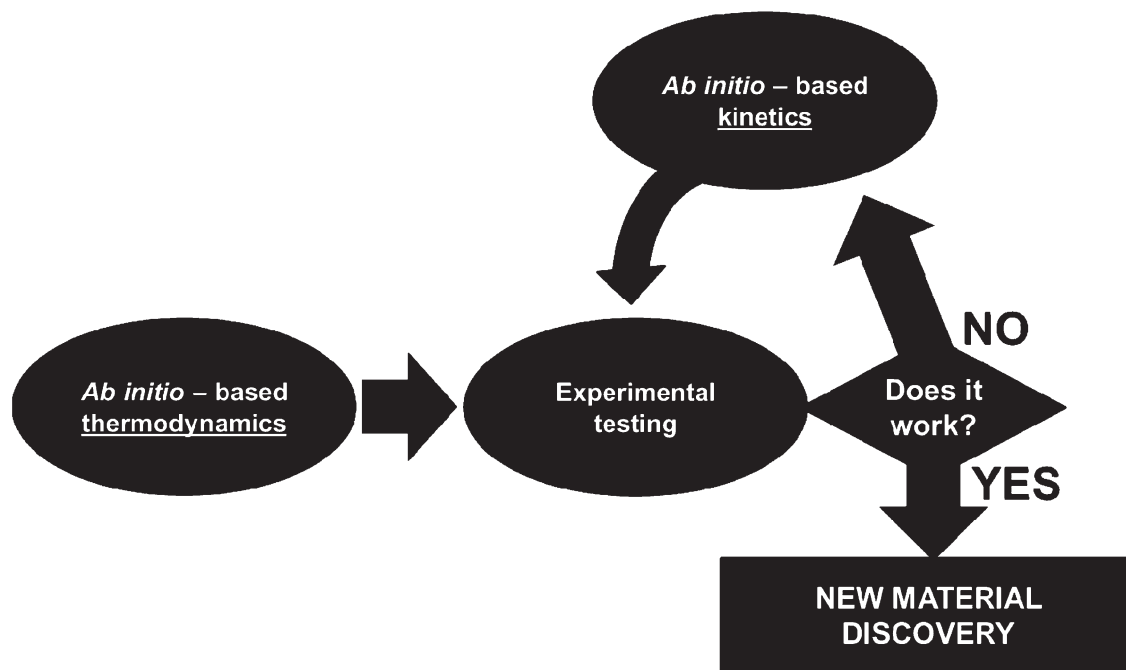 Ab initio – based
kinetics
NO
Ab initio – based
thermodynamics
Experimental
testing
Does it
work?
YES
NEW MATERIAL
DISCOVERY